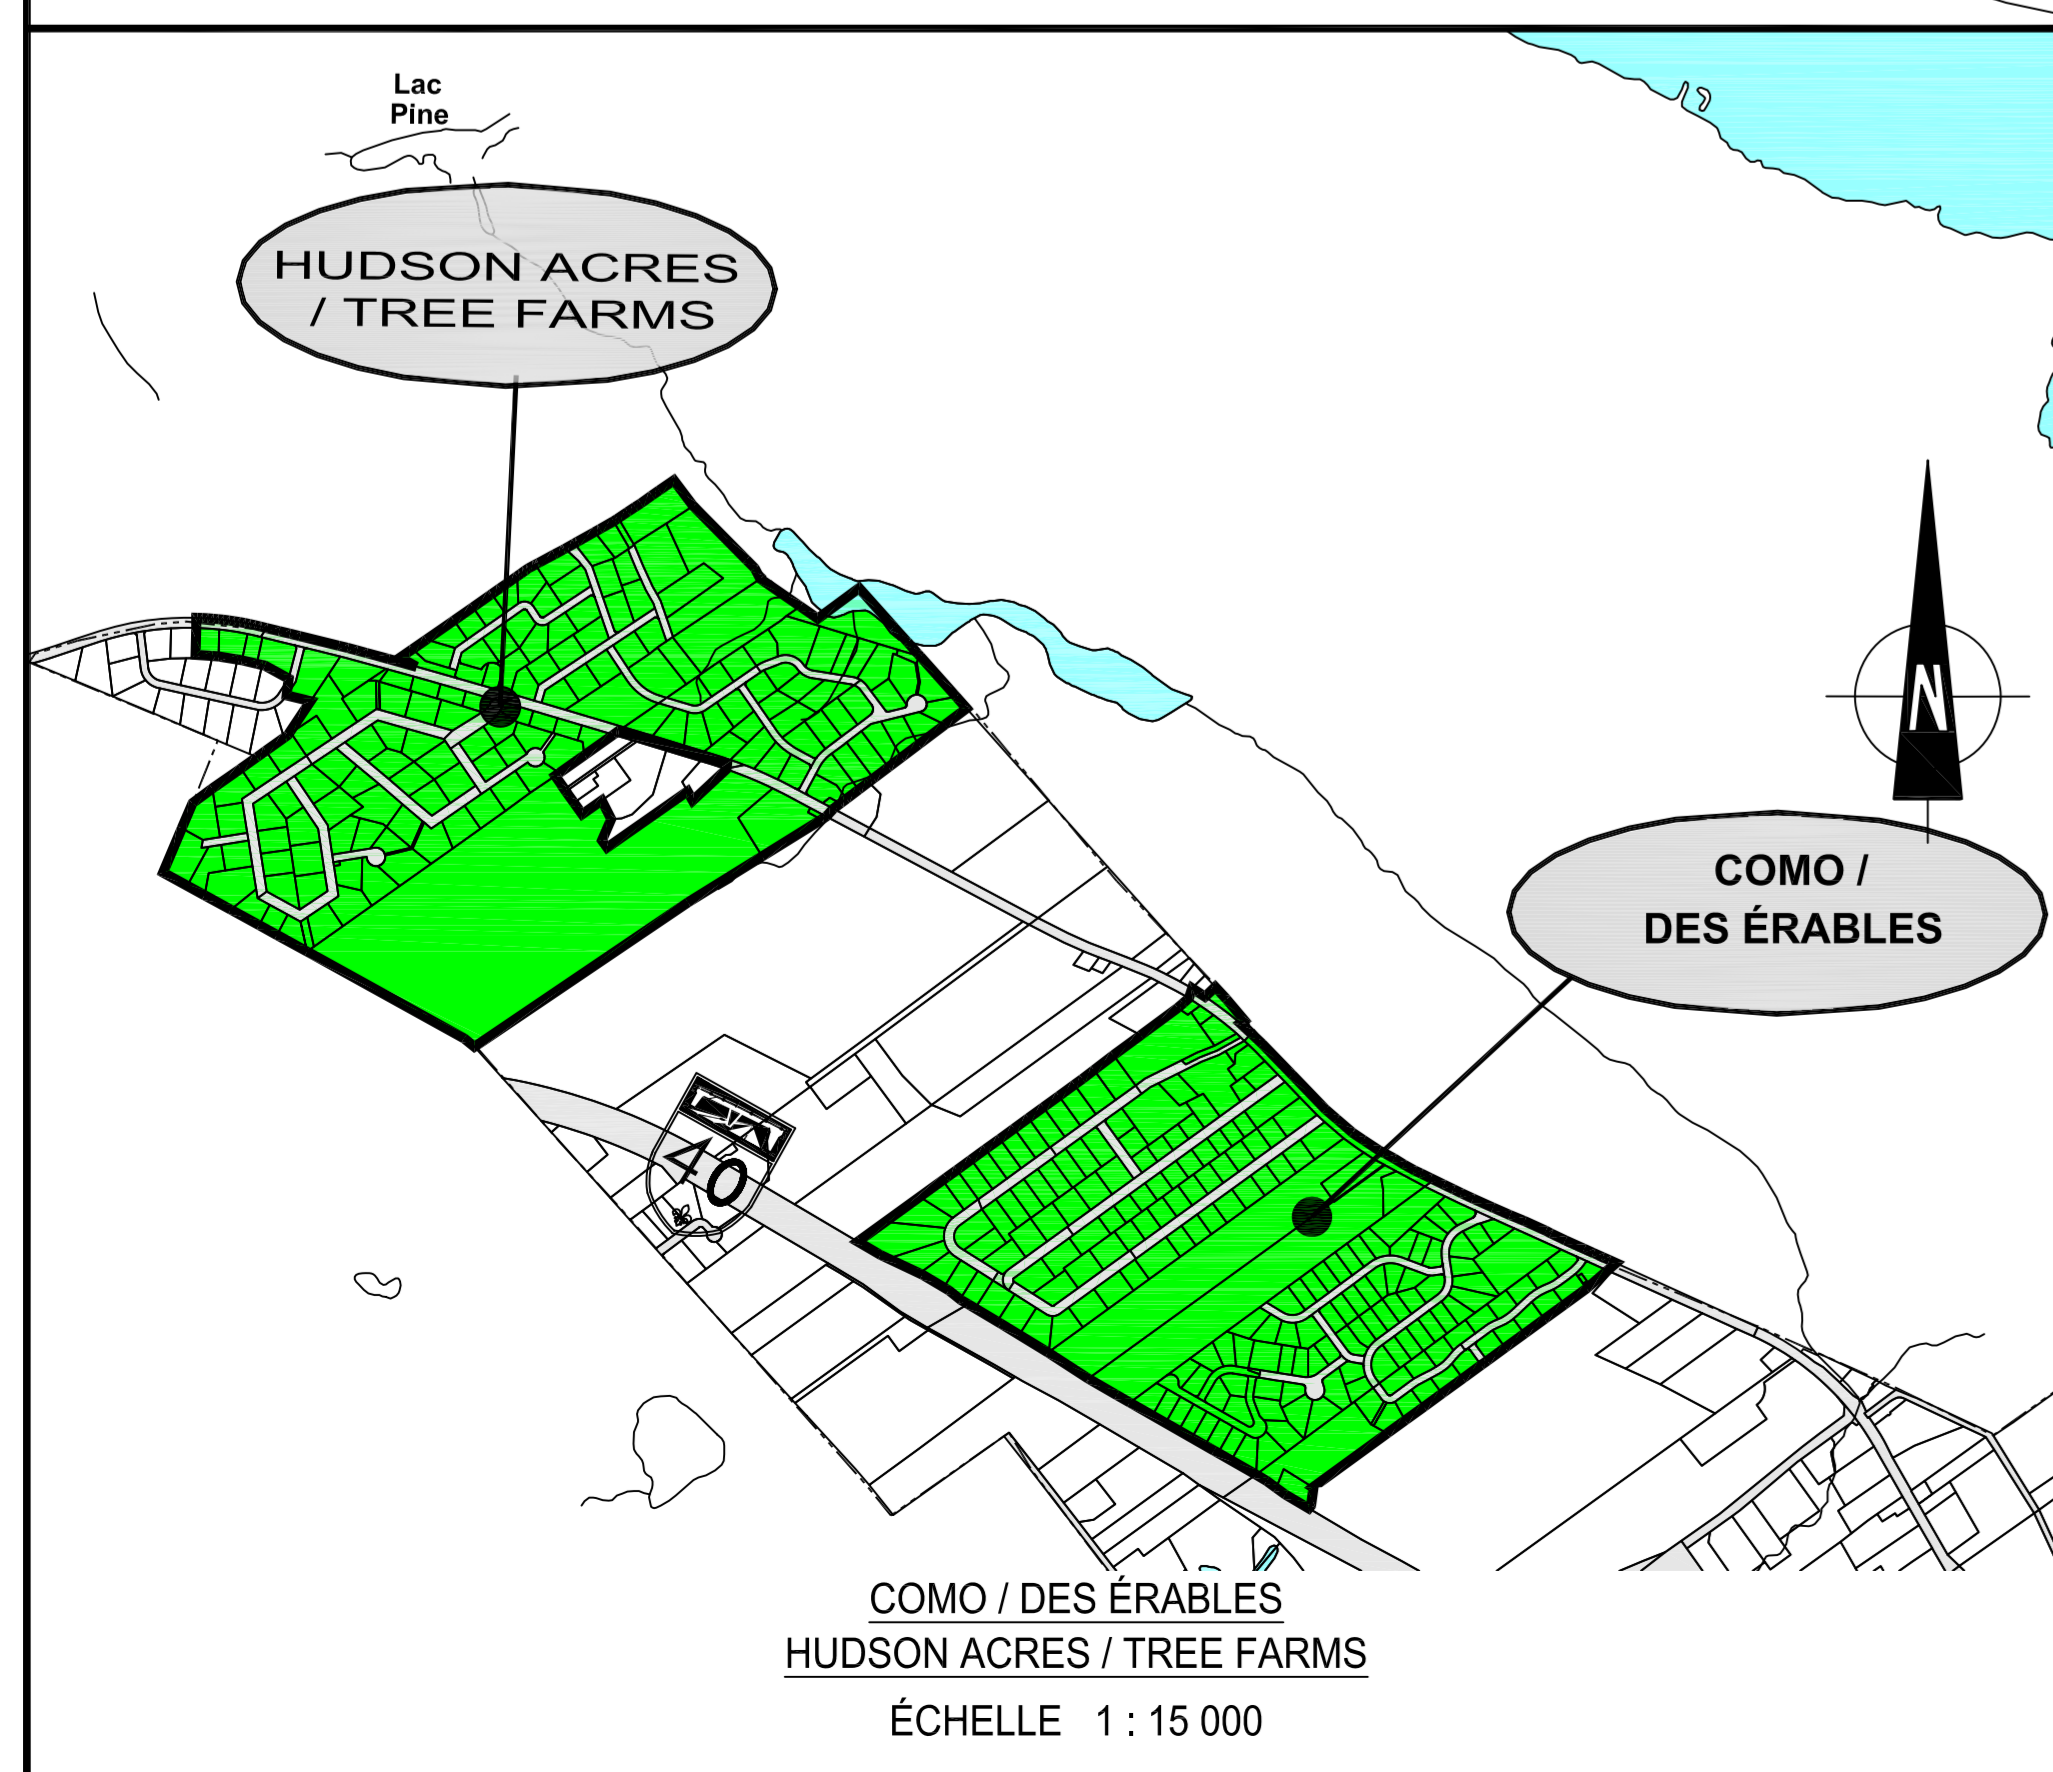 Lac
Pine
HUDSON ACRES
/ TREE FARMS
N
COMO /
DES ÉRABLES
40
COMO / DES ÉRABLES
HUDSON ACRES / TREE FARMS
ÉCHELLE 1 : 15 000